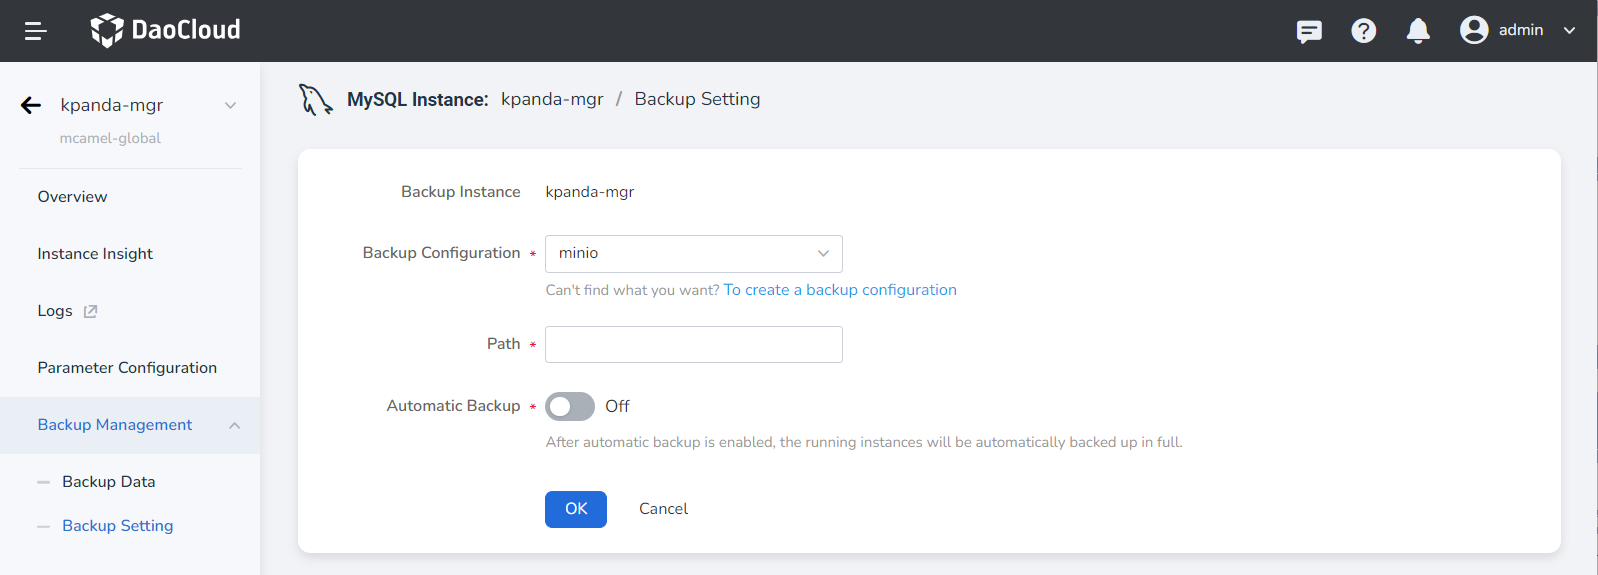 DaoCloud
admin
kpanda-mgr
mcamel-global
Overview
Instance Insight
Logs
Parameter Configuration
Backup Management
Backup Data
Backup Setting
MySQL Instance: kpanda-mgr / Backup Setting
Backup Instance kpanda-mgr
Backup Configuration * minio
Can't find what you want? To create a backup configuration
Path *
Automatic Backup * Off
After automatic backup is enabled, the running instances will be automatically backed up in full.
OK Cancel